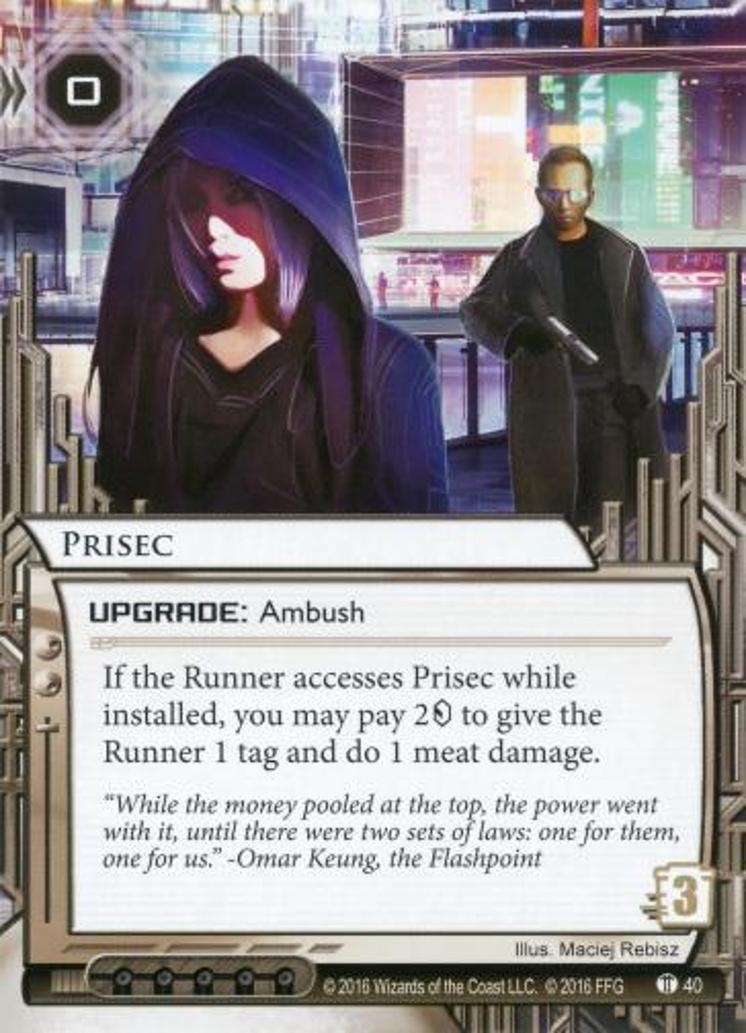 0
PRISEC
UPGRADE: Ambush
If the Runner accesses Prisec while
installed, you may pay 2 to give the
Runner 1 tag and do 1 meat damage.
“While the money pooled at the top, the power went
with it, until there were two sets of laws: one for them,
one for us.” -Omar Keung, the Flashpoint
3
Illus. Maciej Rebisz
© 2016 Wizards of the Coast LLC. © 2016 FFG
40